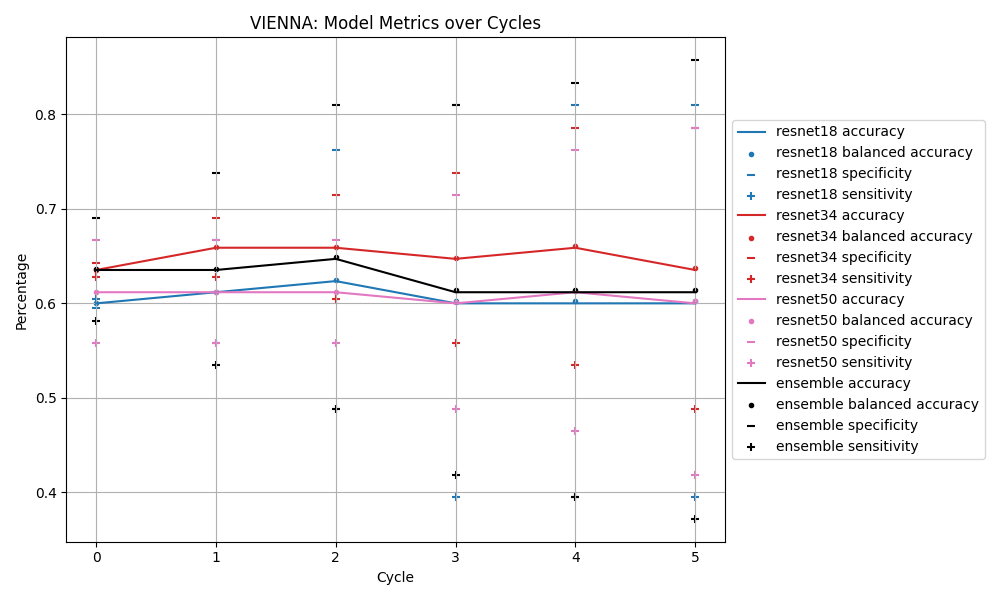 VIENNA: Model Metrics over Cycles
Percentage
0.8
0.7
0.6
0.5
0.4
0
1
2
3
4
5
Cycle
resnet18 accuracy
resnet18 balanced accuracy
resnet18 specificity
resnet18 sensitivity
resnet34 accuracy
resnet34 balanced accuracy
resnet34 specificity
resnet34 sensitivity
resnet50 accuracy
resnet50 balanced accuracy
resnet50 specificity
resnet50 sensitivity
ensemble accuracy
ensemble balanced accuracy
ensemble specificity
ensemble sensitivity